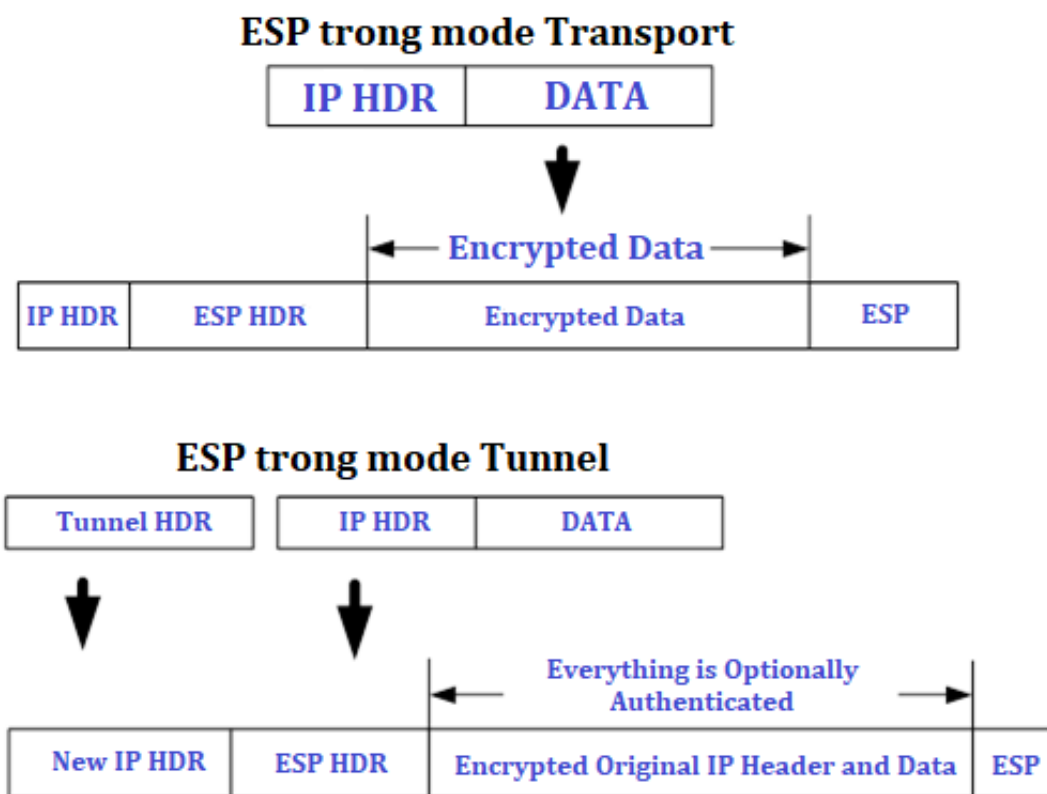 ESP trong mode Transport
IP HDR DATA
Encrypted Data
IP HDR ESP HDR Encrypted Data ESP
ESP trong mode Tunnel
Tunnel HDR IP HDR DATA
Everything is Optionally
Authenticated
New IP HDR ESP HDR Encrypted Original IP Header and Data ESP